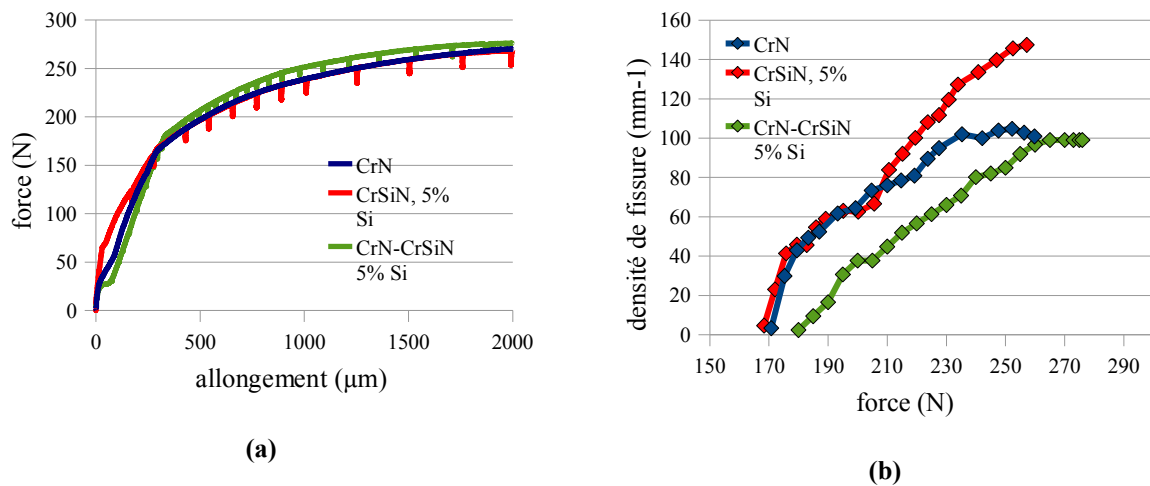 300
250
200
150
100
50
0
force (N)
0
500
1000
1500
2000
allongement (μm)
CrN
CrSiN, 5%
Si
CrN-CrSiN
5% Si
(a)
160
140
120
100
80
60
40
20
0
densité de fissure (mm-1)
150
170
190
210
230
250
270
290
force (N)
CrN
CrSiN, 5%
Si
CrN-CrSiN
5% Si
(b)